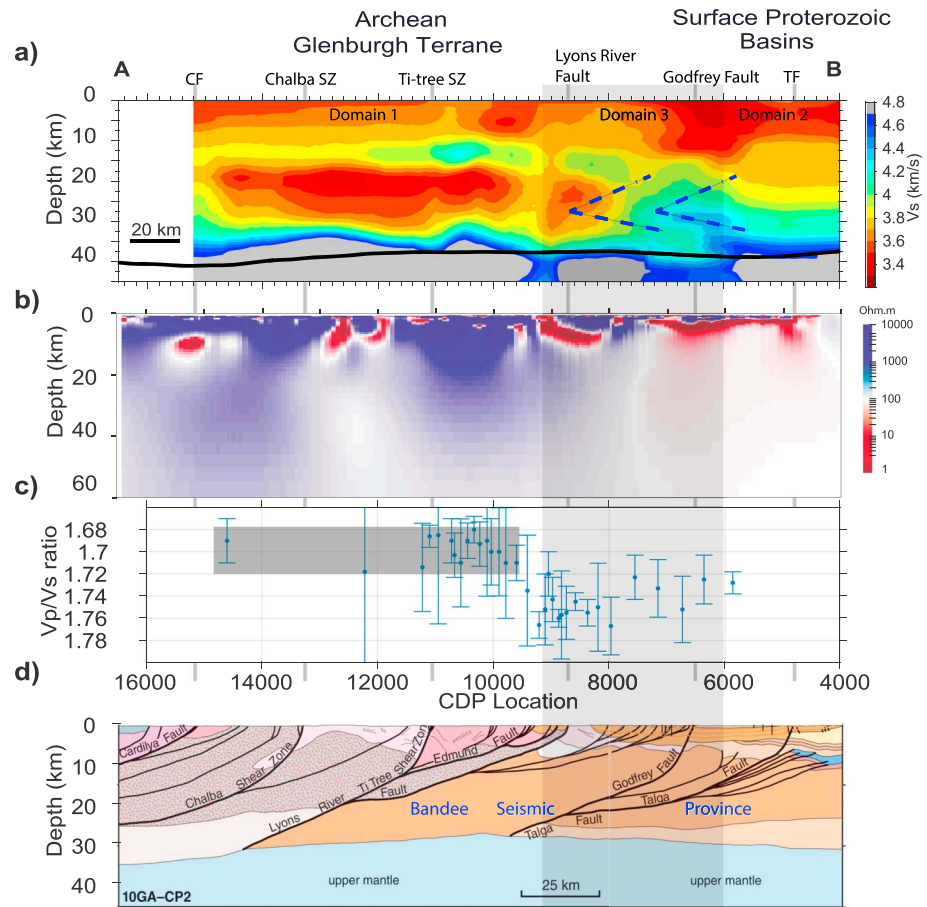 Archean
Glenburgh Terrane
Surface Proterozoic
Basins
a)
A
CF
Chalba SZ
Ti-tree SZ
Lyons River
Fault
Godfrey Fault
TF
B
Domain 1
Domain 3
Domain 2
Depth (km)
0
10
20
30
40
20 km
4.8
4.6
4.4
4.2
4
3.8
3.6
3.4
Vs (km/s)
b)
Depth (km)
0
20
40
60
Ohm.m
10000
1000
100
10
1
c)
Vp/Vs ratio
1.68
1.7
1.72
1.74
1.76
1.78
16000
14000
12000
10000
8000
6000
4000
CDP Location
d)
Depth (km)
0
10
20
30
40
Cardilya Fault
Chalba Shear Zone
Ti Tree Shear Zone
Edmund Fault
Lyons River Fault
Godfrey Fault
Talga Fault
Talga Fault
Bandee Seismic Province
upper mantle
upper mantle
25 km
10GA–CP2